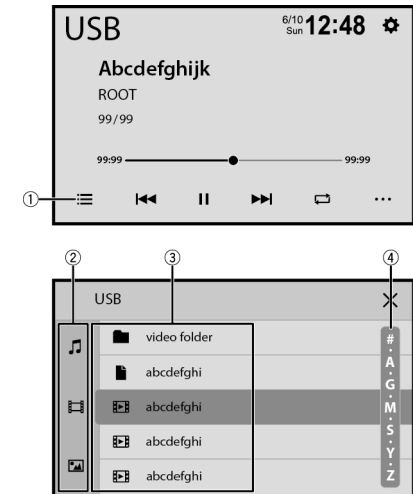 USB
6/10
Sun 12:48
Abcdefghijk
ROOT
99/99
99:99 99:99
①
② ③ ④
USB
video folder
abcdefghi
abcdefghi
abcdefghi
abcdefghi
#
·
A
·
G
·
M
·
S
·
Y
·
Z